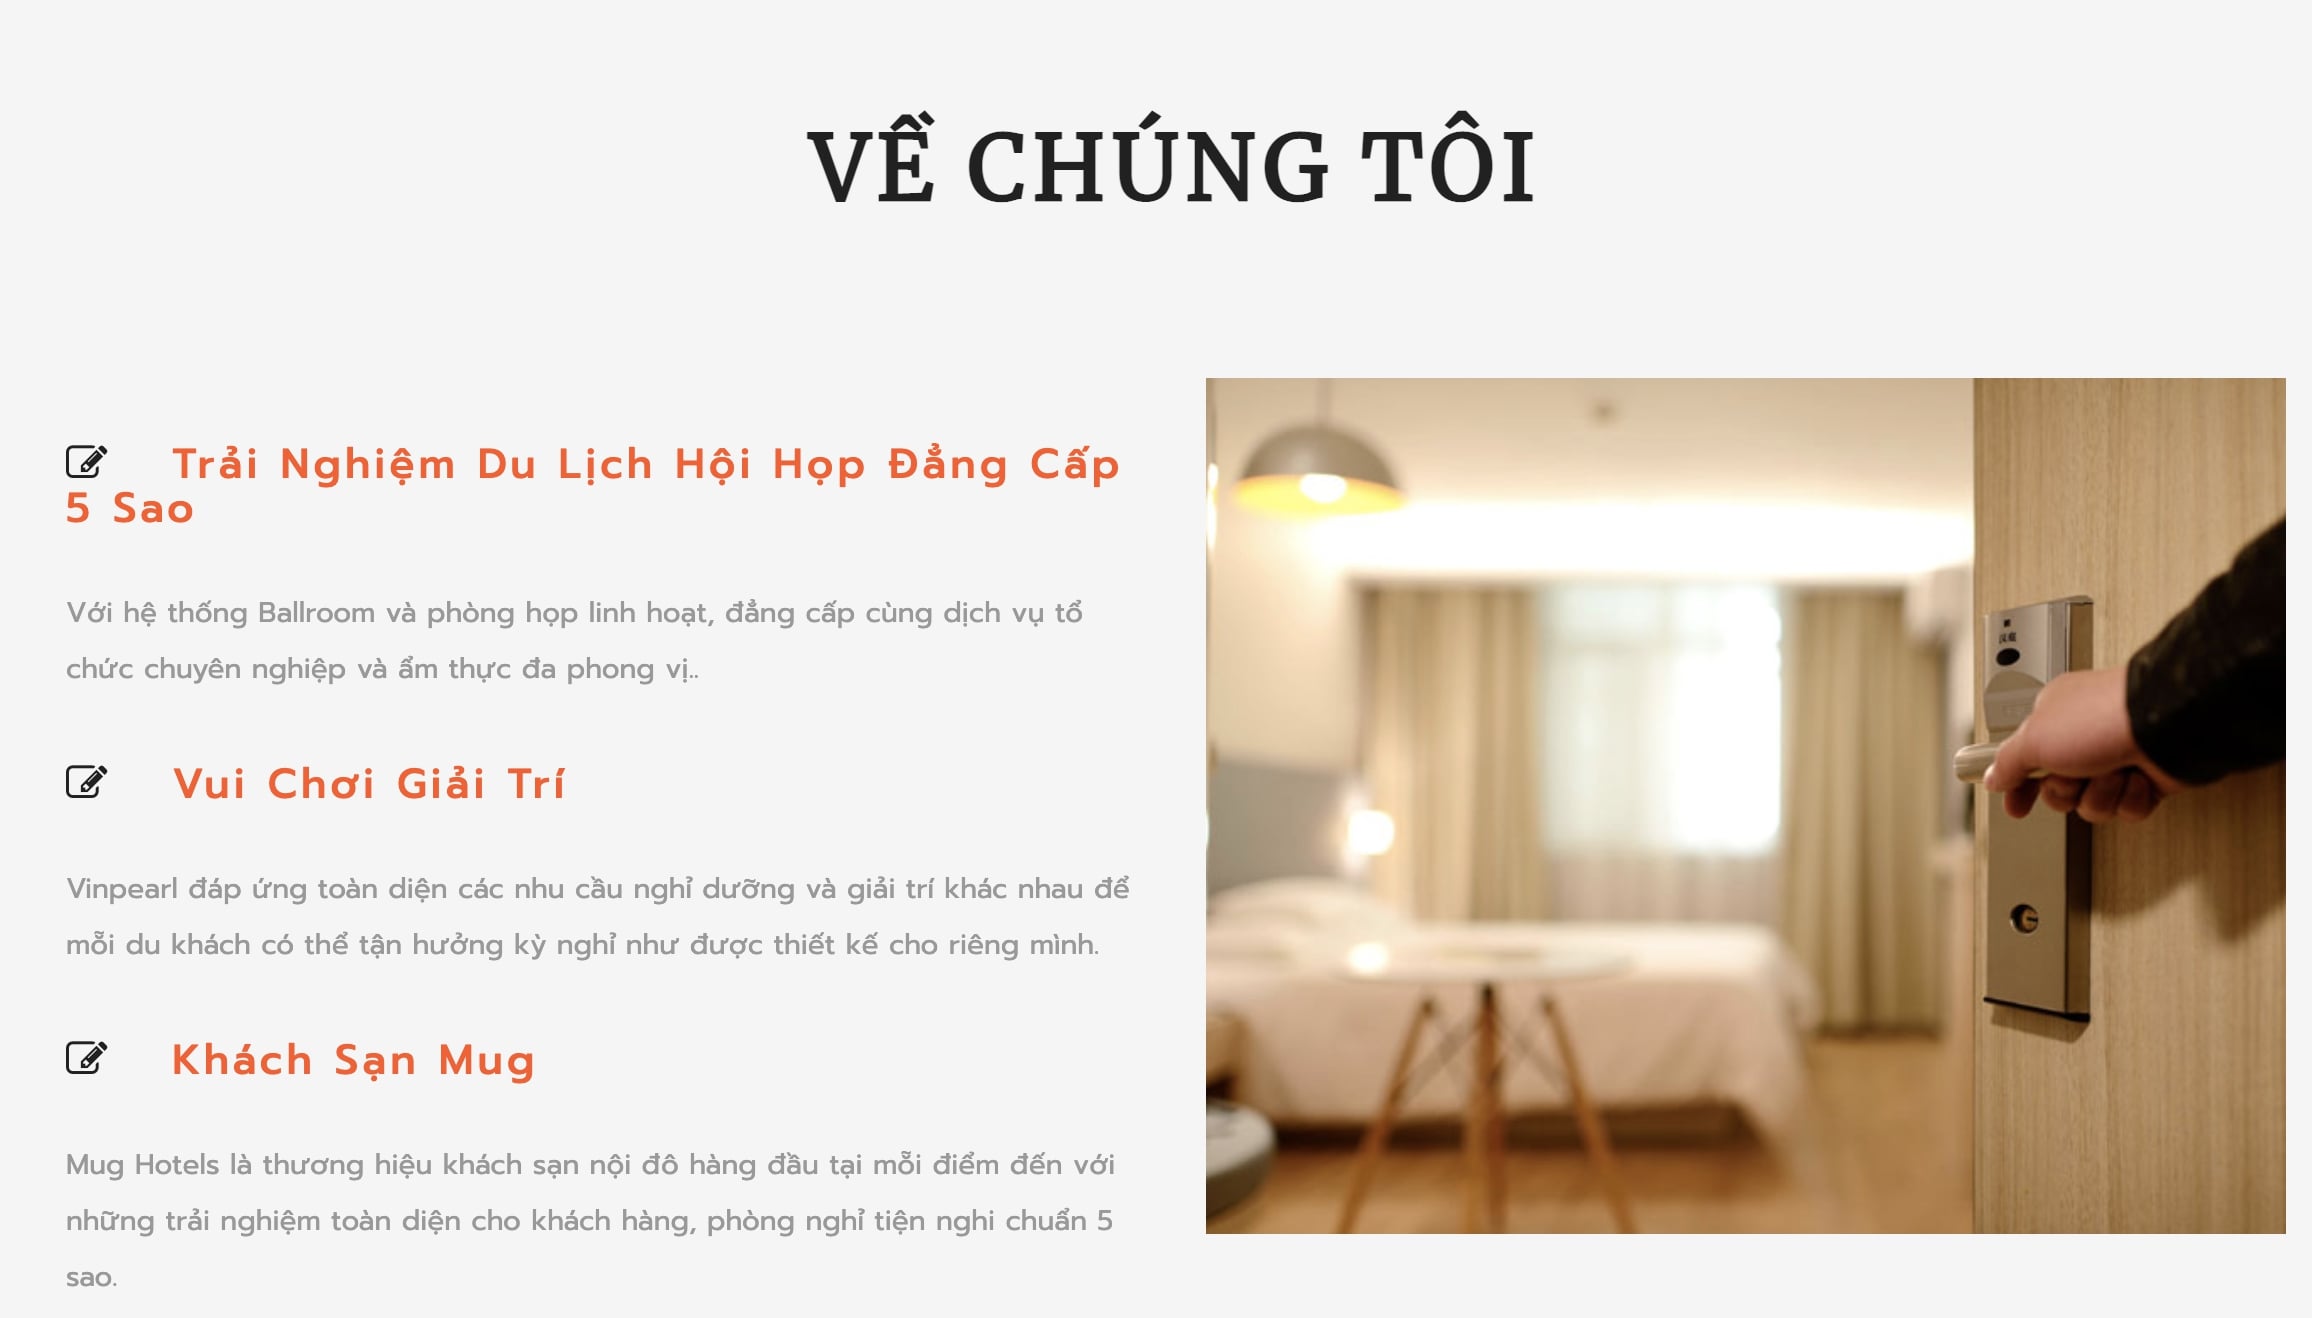 VỀ CHÚNG TÔI
Trải Nghiệm Du Lịch Hội Họp Đẳng Cấp
5 Sao
Với hệ thống Ballroom và phòng họp linh hoạt, đẳng cấp cùng dịch vụ tổ
chức chuyên nghiệp và ẩm thực đa phong vị..
Vui Chơi Giải Trí
Vinpearl đáp ứng toàn diện các nhu cầu nghỉ dưỡng và giải trí khác nhau để
mỗi du khách có thể tận hưởng kỳ nghỉ như được thiết kế cho riêng mình.
Khách Sạn Mug
Mug Hotels là thương hiệu khách sạn nội đô hàng đầu tại mỗi điểm đến với
những trải nghiệm toàn diện cho khách hàng, phòng nghỉ tiện nghi chuẩn 5
sao.